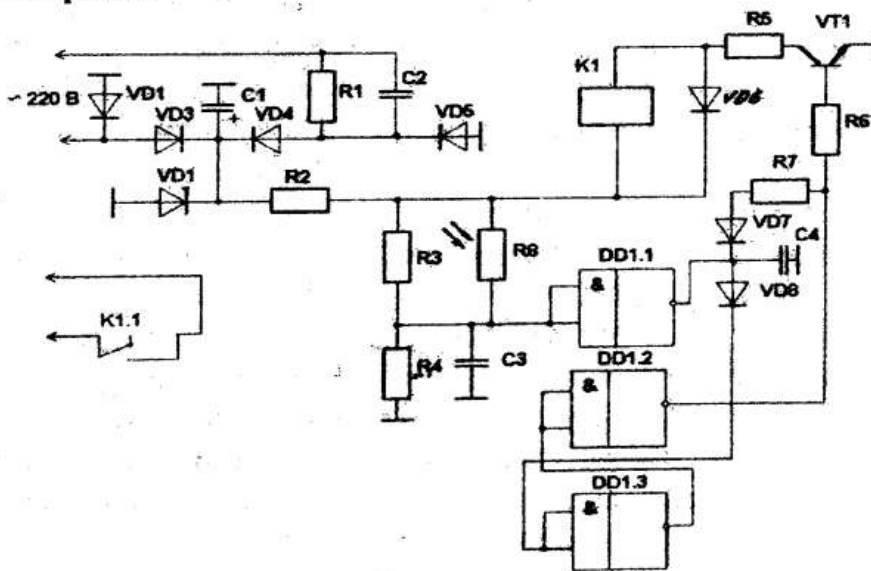 R5
VT1
K1
C2
R1
C1
~ 220 В
VD1
VD3
VD4
VD5
VD6
R6
R7
VD1
R2
VD7
C4
R3
R8
DD1.1
&
VD8
K1.1
R4
C3
DD1.2
&
DD1.3
&